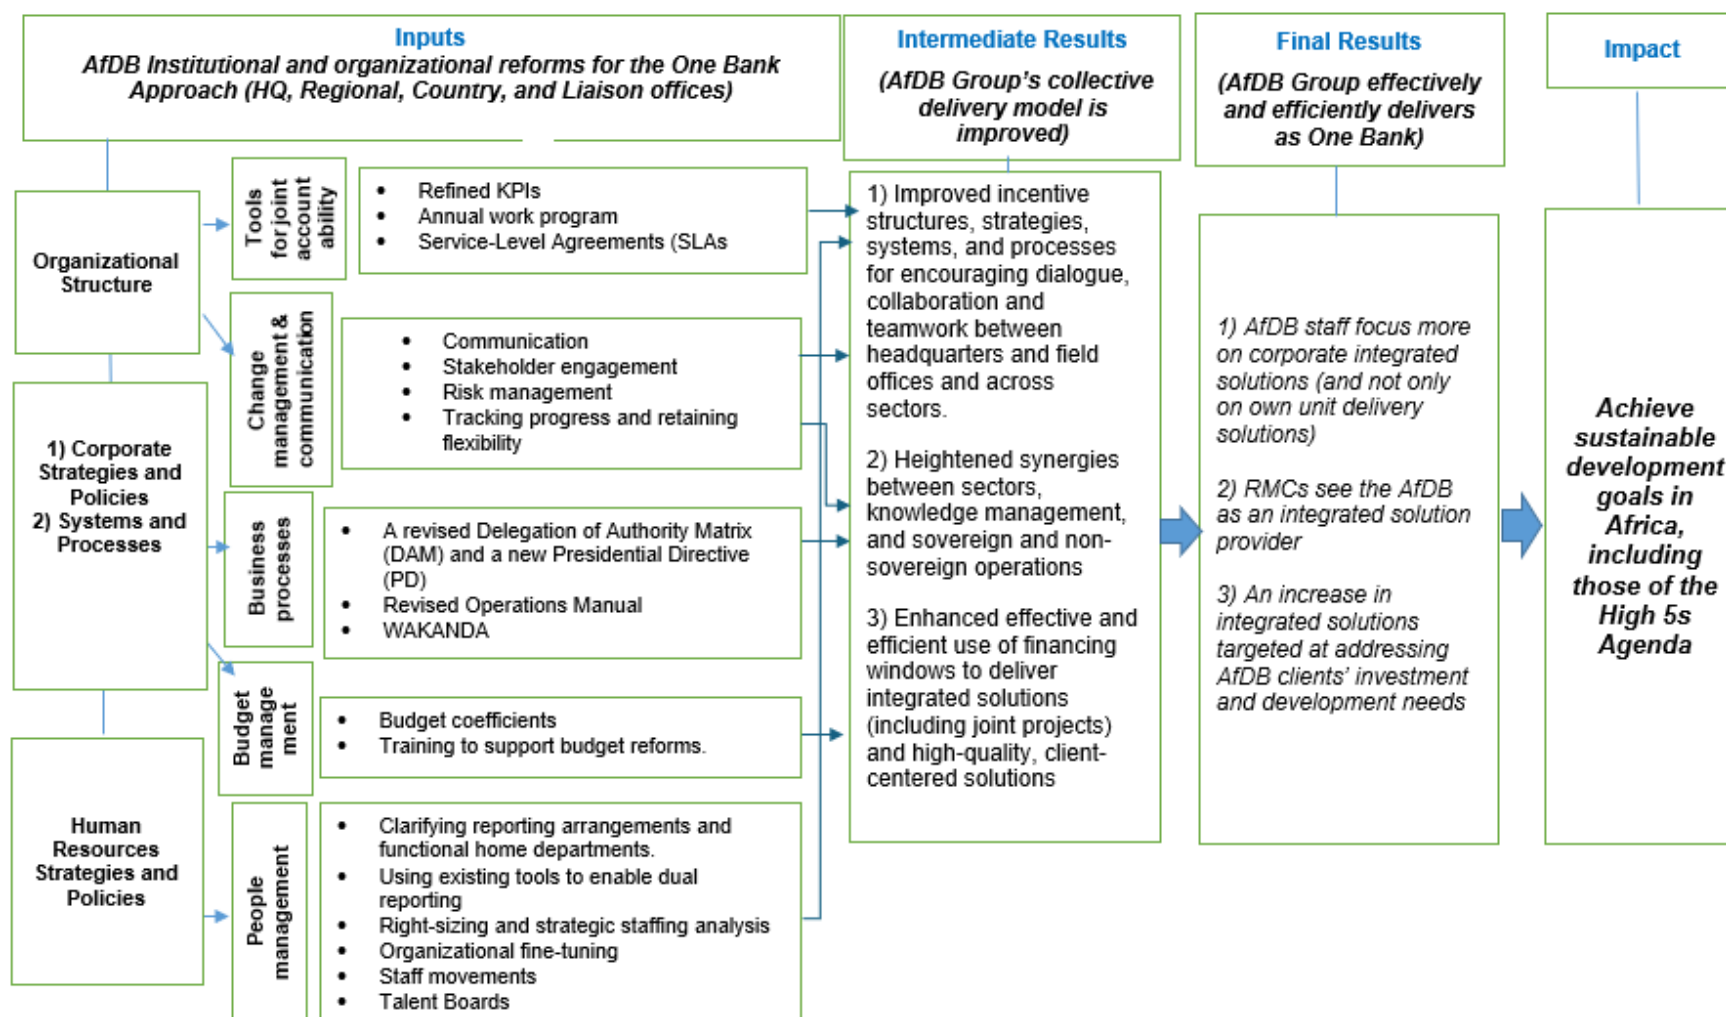 Inputs
AfDB Institutional and organizational reforms for the One Bank
Approach (HQ, Regional, Country, and Liaison offices)
Intermediate Results
(AfDB Group's collective
delivery model is
improved)
Final Results
(AfDB Group effectively
and efficiently delivers
as One Bank)
Impact
Organizational
Structure
1) Corporate
Strategies and
Policies
2) Systems and
Processes
Human
Resources
Strategies and
Policies
Tools
for joint
account
ability
• Refined KPIs
• Annual work program
• Service-Level Agreements (SLAs
Change
management &
communication
• Communication
• Stakeholder engagement
• Risk management
• Tracking progress and retaining
flexibility
Business
processes
• A revised Delegation of Authority Matrix
(DAM) and a new Presidential Directive
(PD)
• Revised Operations Manual
• WAKANDA
Budget
manage
ment
• Budget coefficients
• Training to support budget reforms.
People
management
• Clarifying reporting arrangements and
functional home departments.
• Using existing tools to enable dual
reporting
• Right-sizing and strategic staffing analysis
• Organizational fine-tuning
• Staff movements
• Talent Boards
1) Improved incentive
structures, strategies,
systems, and processes
for encouraging dialogue,
collaboration and
teamwork between
headquarters and field
offices and across
sectors.
2) Heightened synergies
between sectors,
knowledge management,
and sovereign and non-
sovereign operations
3) Enhanced effective and
efficient use of financing
windows to deliver
integrated solutions
(including joint projects)
and high-quality, client-
centered solutions
1) AfDB staff focus more
on corporate integrated
solutions (and not only
on own unit delivery
solutions)
2) RMCs see the AfDB
as an integrated solution
provider
3) An increase in
integrated solutions
targeted at addressing
AfDB clients' investment
and development needs
Achieve
sustainable
development
goals in
Africa,
including
those of the
High 5s
Agenda